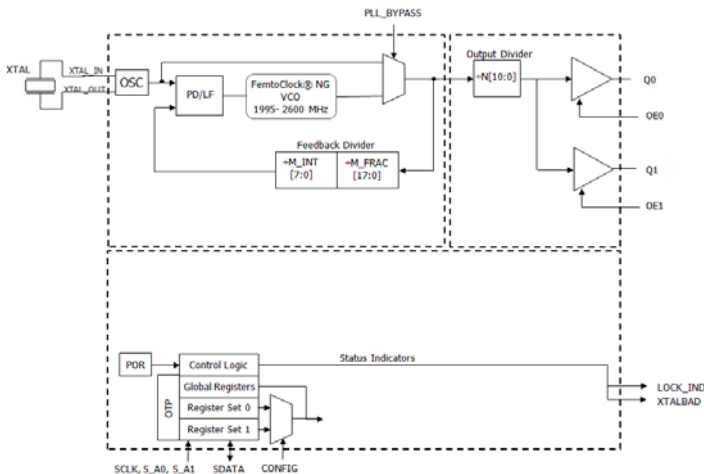 PLL_BYPASS
XTAL
XTAL_IN
XTAL_OUT
OSC
PD/LF
FemtoClock® NG
VCO
1995- 2600 MHz
Output Divider
÷N[10:0]
Q0
OE0
Feedback Divider
÷M_INT
[7:0]
÷M_FRAC
[17:0]
Q1
OE1
POR
Control Logic
Status Indicators
OTP
Global Registers
Register Set 0
Register Set 1
LOCK_IND
XTALBAD
SCLK, S_A0, S_A1
SDATA
CONFIG